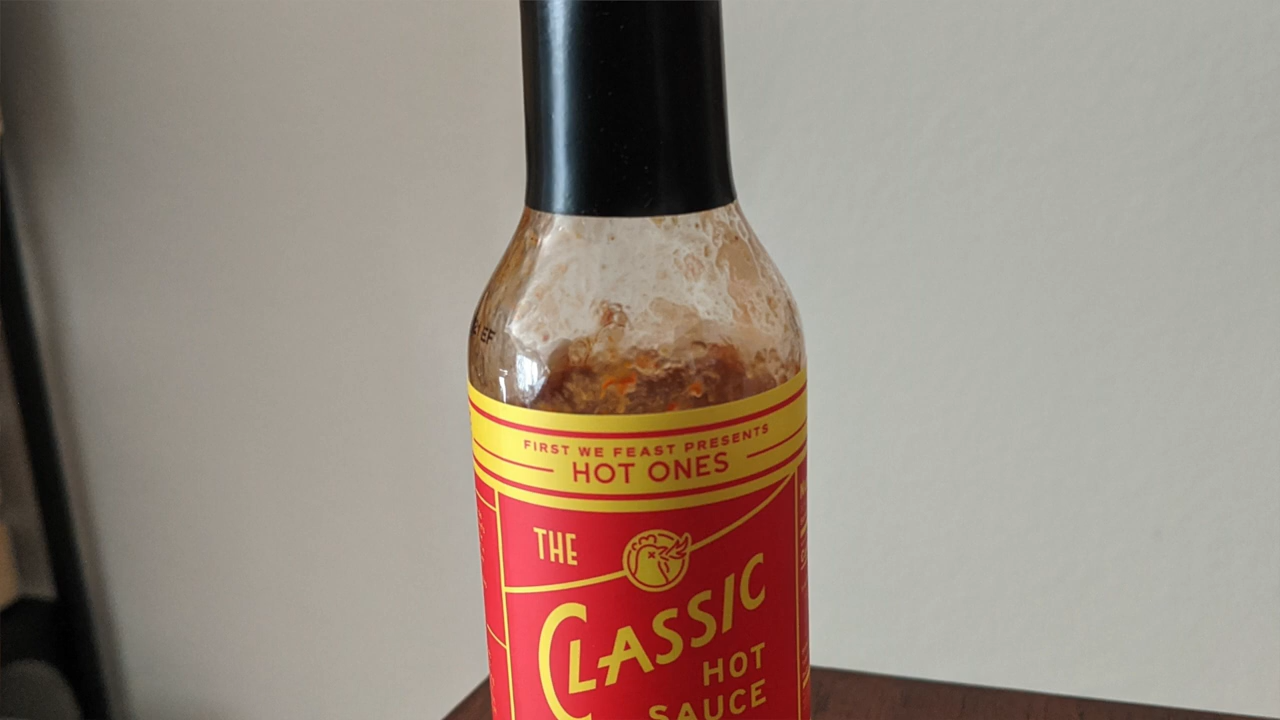 FIRST WE FEAST PRESENTS
HOT ONES
THE
CLASSIC
HOT
SAUCE